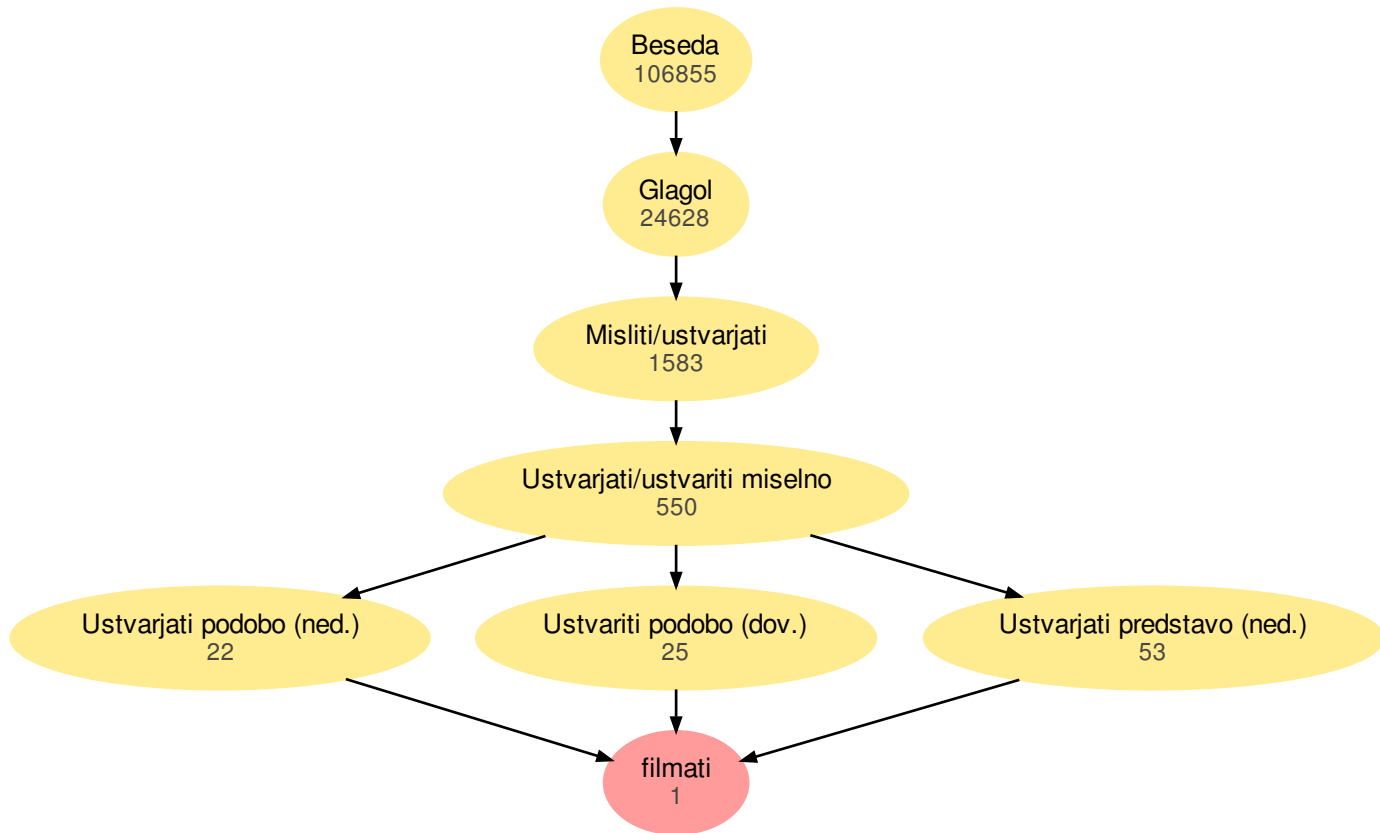 Beseda
106855
Glagol
24628
Misliti/ustvarjati
1583
Ustvarjati/ustvariti miselno
550
Ustvarjati podobo (ned.)
22
Ustvariti podobo (dov.)
25
Ustvarjati predstavo (ned.)
53
filmati
1